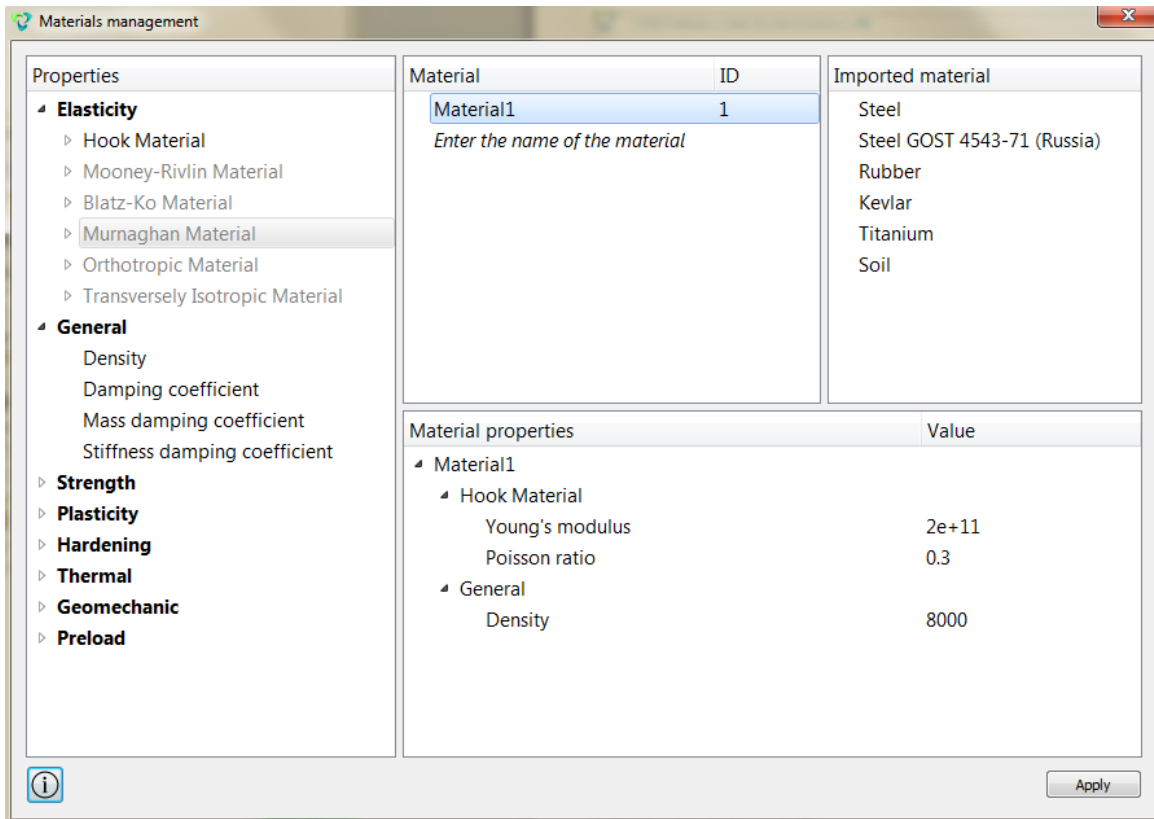 Materials management
Properties
Elasticity
Hook Material
Mooney-Rivlin Material
Blatz-Ko Material
Murnaghan Material
Orthotropic Material
Transversely Isotropic Material
General
Density
Damping coefficient
Mass damping coefficient
Stiffness damping coefficient
Strength
Plasticity
Hardening
Thermal
Geomechanic
Preload
Material ID
Material1 1
Enter the name of the material
Imported material
Steel
Steel GOST 4543-71 (Russia)
Rubber
Kevlar
Titanium
Soil
Material properties Value
Material1
Hook Material
Young's modulus 2e+11
Poisson ratio 0.3
General
Density 8000
Apply